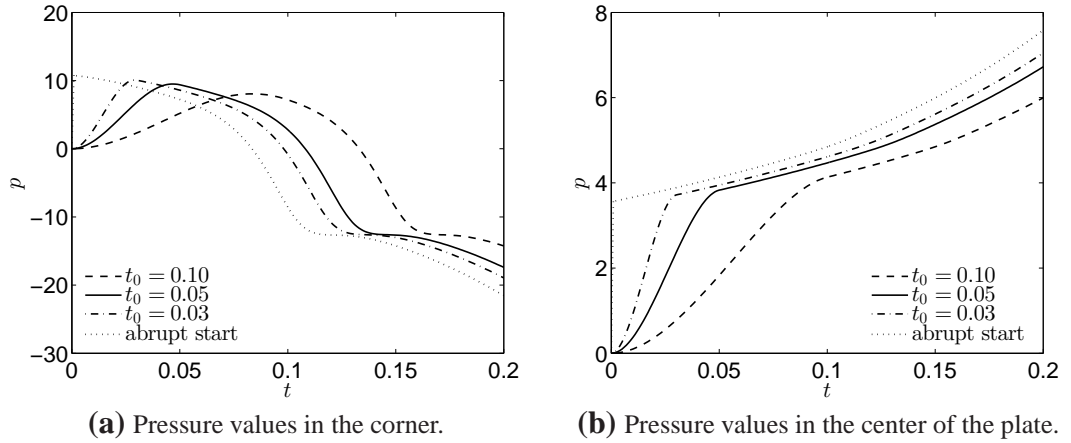 20
10
0
−10
−20
−30
p
t₀ = 0.10
t₀ = 0.05
t₀ = 0.03
abrupt start
0 0.05 0.1 0.15 0.2
t
(a) Pressure values in the corner.
8
6
4
2
0
p
t₀ = 0.10
t₀ = 0.05
t₀ = 0.03
abrupt start
0 0.05 0.1 0.15 0.2
t
(b) Pressure values in the center of the plate.